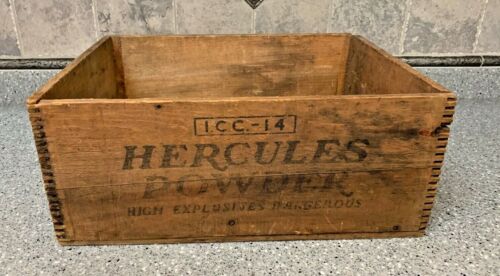 I.C.C.-14
HERCULES
POWDER
HIGH EXPLOSIVES DANGEROUS